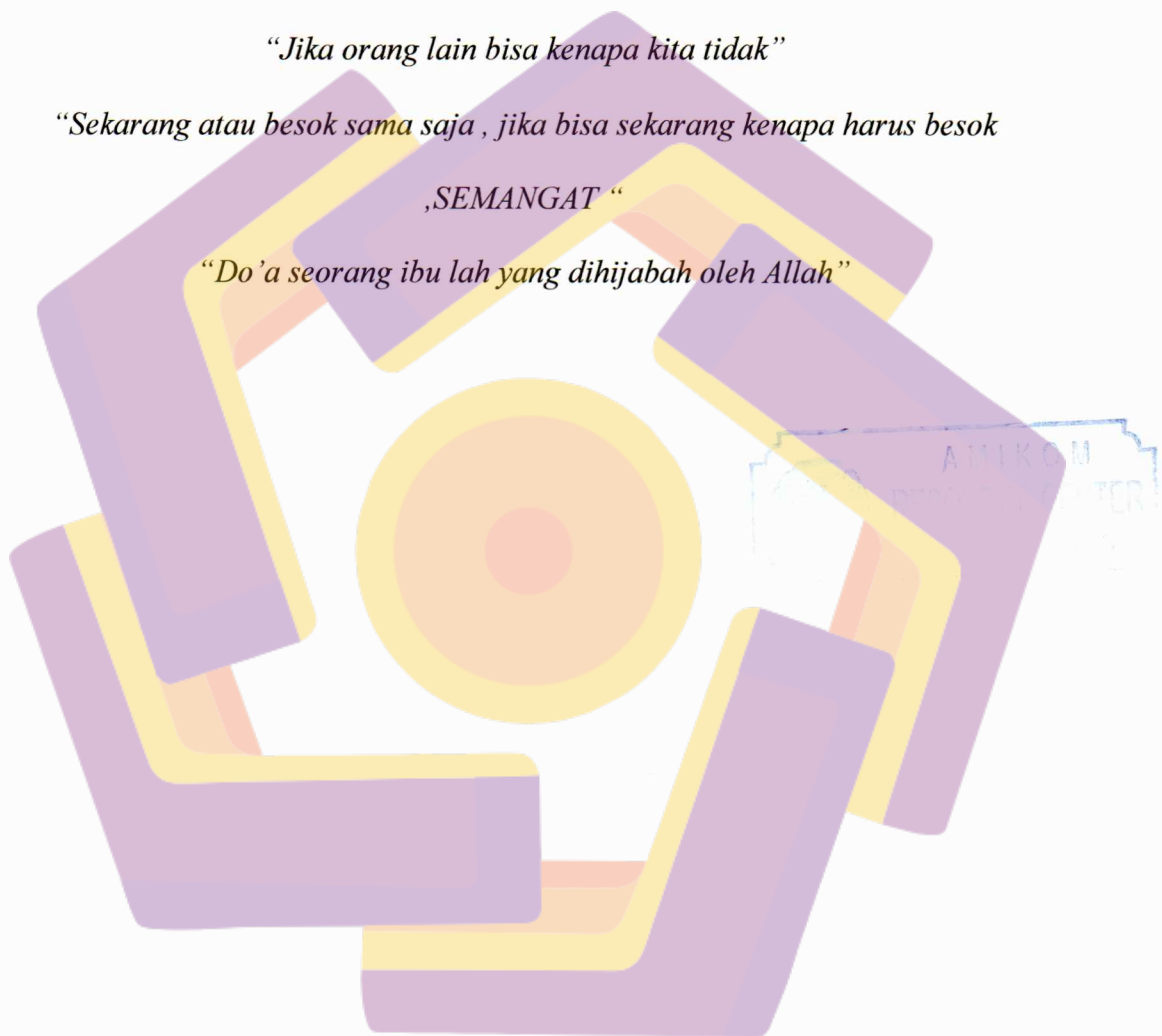 “Jika orang lain bisa kenapa kita tidak”
“Sekarang atau besok sama saja , jika bisa sekarang kenapa harus besok
,SEMANGAT “
“Do’a seorang ibu lah yang dihijabah oleh Allah”
AMIKOM